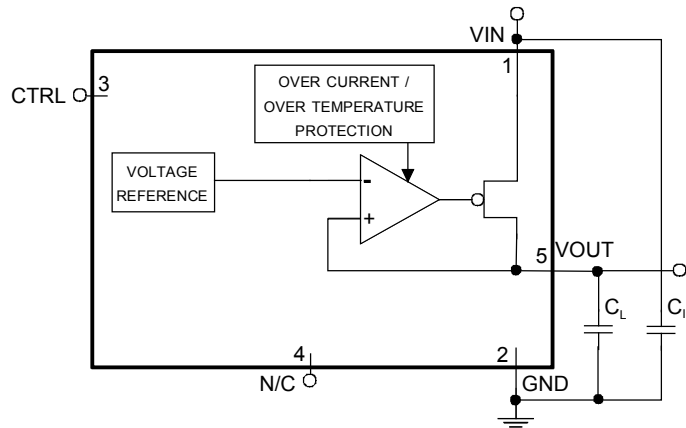 VIN
1
3
CTRL
OVER CURRENT /
OVER TEMPERATURE
PROTECTION
VOLTAGE
REFERENCE
-
+
5
VOUT
CL
CI
4
N/C
2
GND